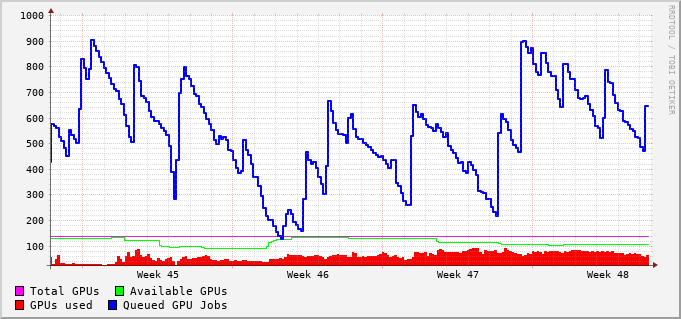 1000
900
800
700
600
500
400
300
200
100
Week 45 Week 46 Week 47 Week 48
Total GPUs Available GPUs
GPUs used Queued GPU Jobs
RRDTOOL / TOBI OETIKER